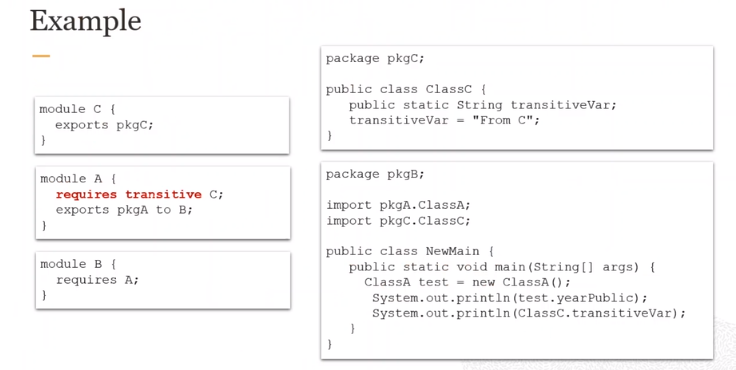 Example
module C {
exports pkgC;
}
module A {
requires transitive C;
exports pkgA to B;
}
module B {
requires A;
}
package pkgC;
public class ClassC {
public static String transitiveVar;
transitiveVar = "From C";
}
package pkgB;
import pkgA.ClassA;
import pkgC.ClassC;
public class NewMain {
public static void main(String[] args) {
ClassA test = new ClassA();
System.out.println(test.yearPublic);
System.out.println(ClassC.transitiveVar);
}
}